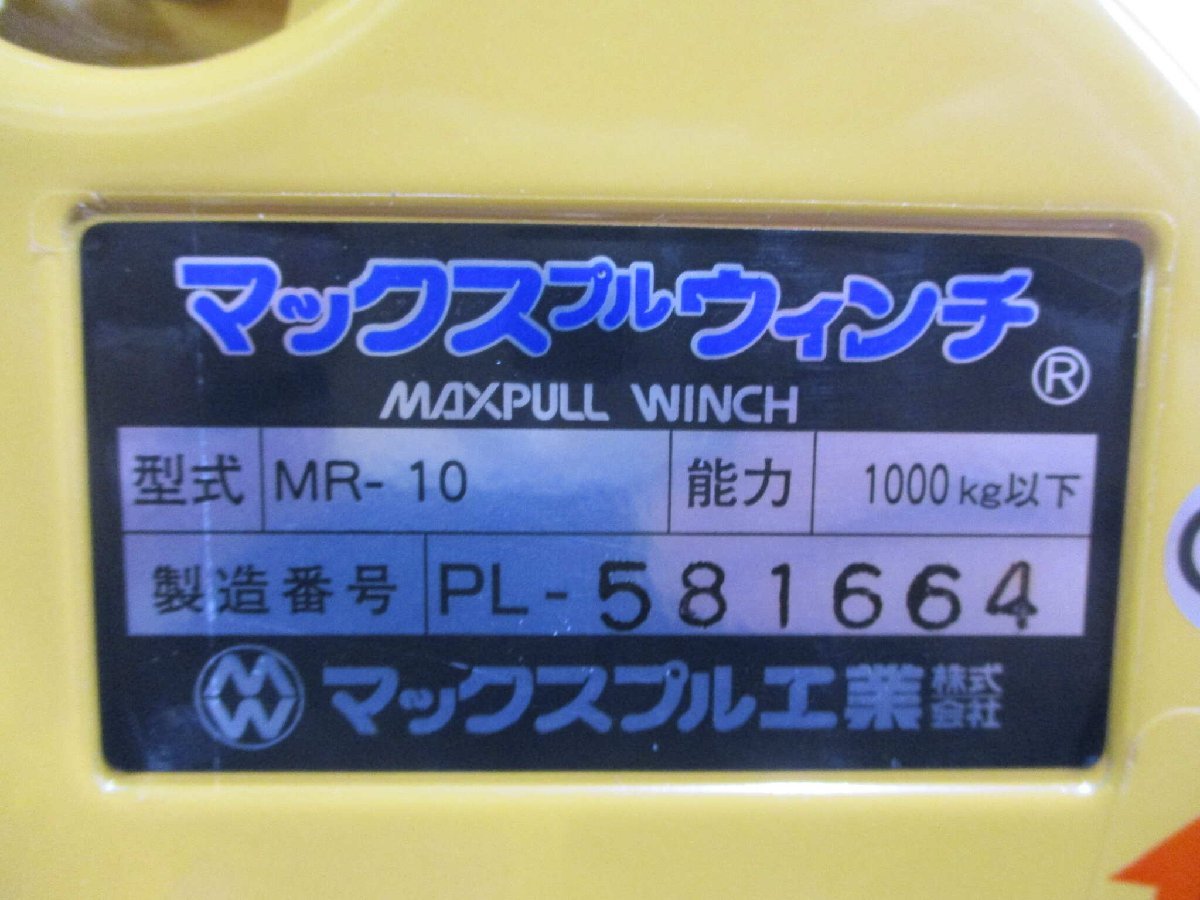 マックスプルウィンチ®
MAXPULL WINCH
型式 MR-10 能力 1000kg以下
製造番号 PL-581664
マックスプル工業株式会社